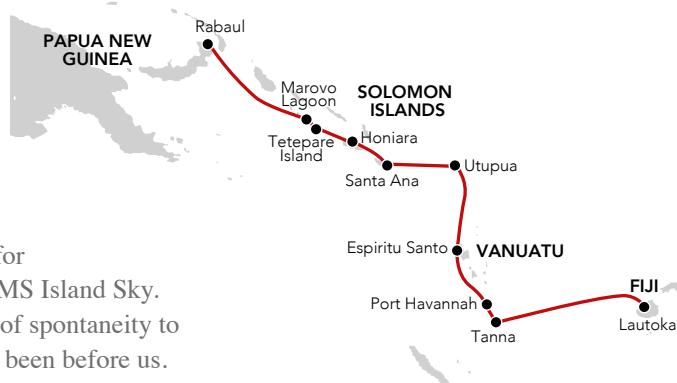 Rabaul
PAPUA NEW
GUINEA
Marovo
Lagoon
SOLOMON
ISLANDS
Tetepare
Island
Honiara
Santa Ana
Utupua
for
MS Island Sky.
of spontaneity to
been before us.
Espiritu Santo
VANUATU
Port Havannah
Tanna
FIJI
Lautoka